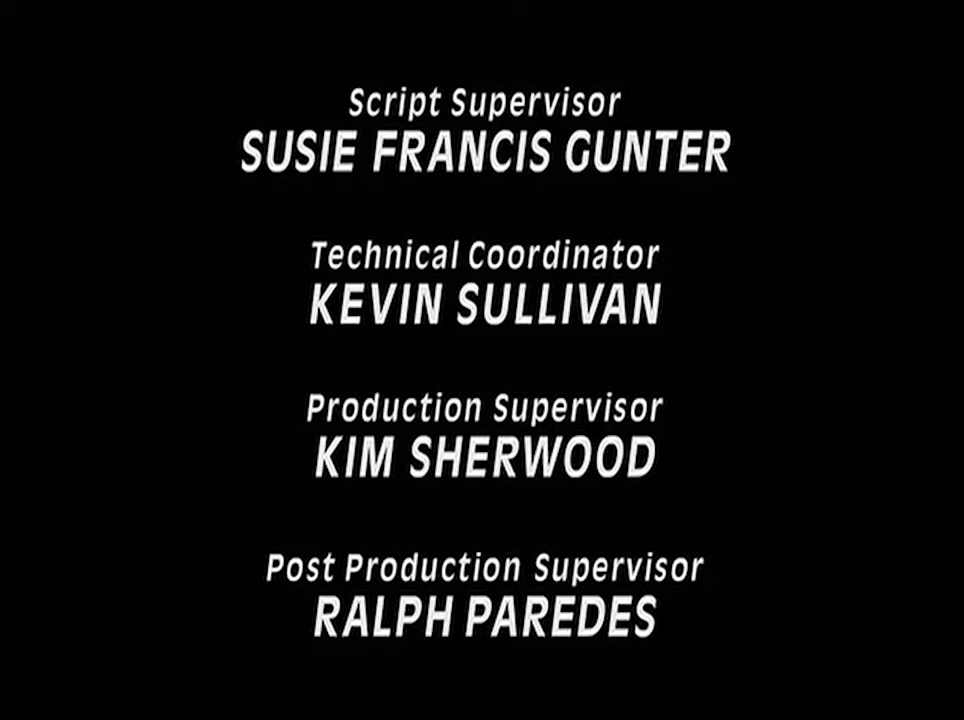 Script Supervisor
SUSIE FRANCIS GUNTER
Technical Coordinator
KEVIN SULLIVAN
Production Supervisor
KIM SHERWOOD
Post Production Supervisor
RALPH PAREDES